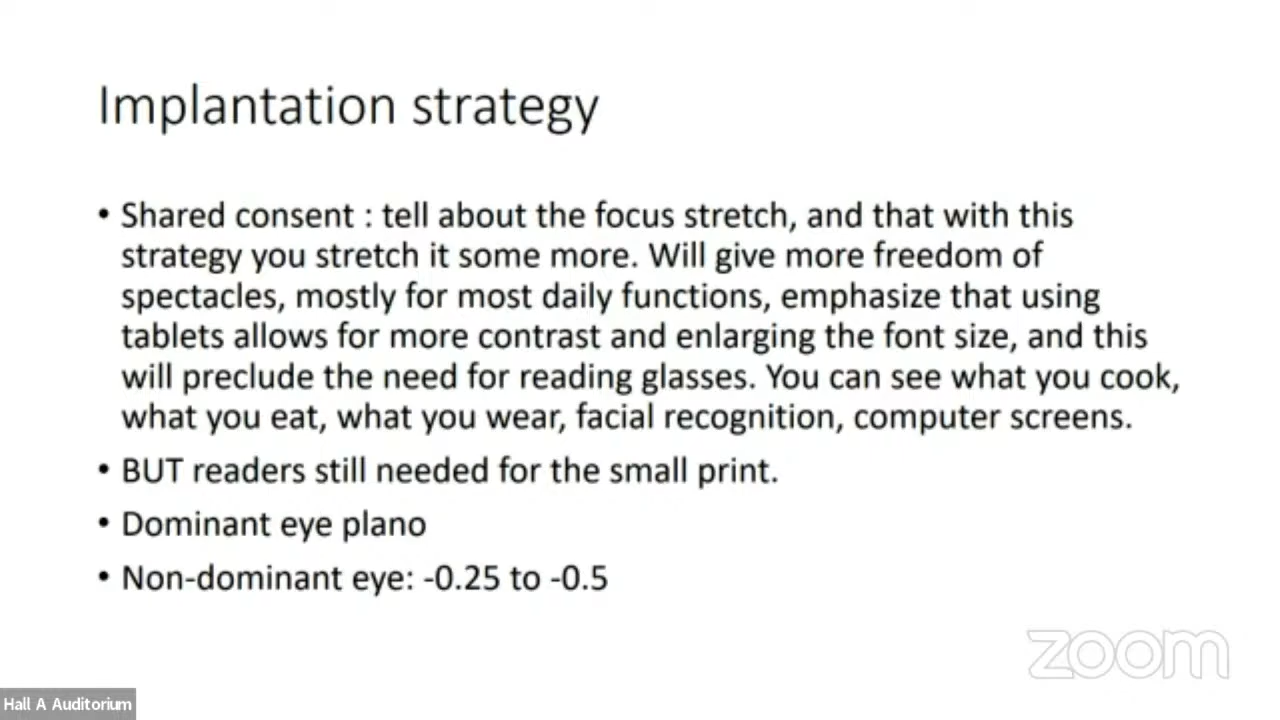 Implantation strategy
• Shared consent : tell about the focus stretch, and that with this
strategy you stretch it some more. Will give more freedom of
spectacles, mostly for most daily functions, emphasize that using
tablets allows for more contrast and enlarging the font size, and this
will preclude the need for reading glasses. You can see what you cook,
what you eat, what you wear, facial recognition, computer screens.
• BUT readers still needed for the small print.
• Dominant eye plano
• Non-dominant eye: -0.25 to -0.5
zoom
Hall A Auditorium